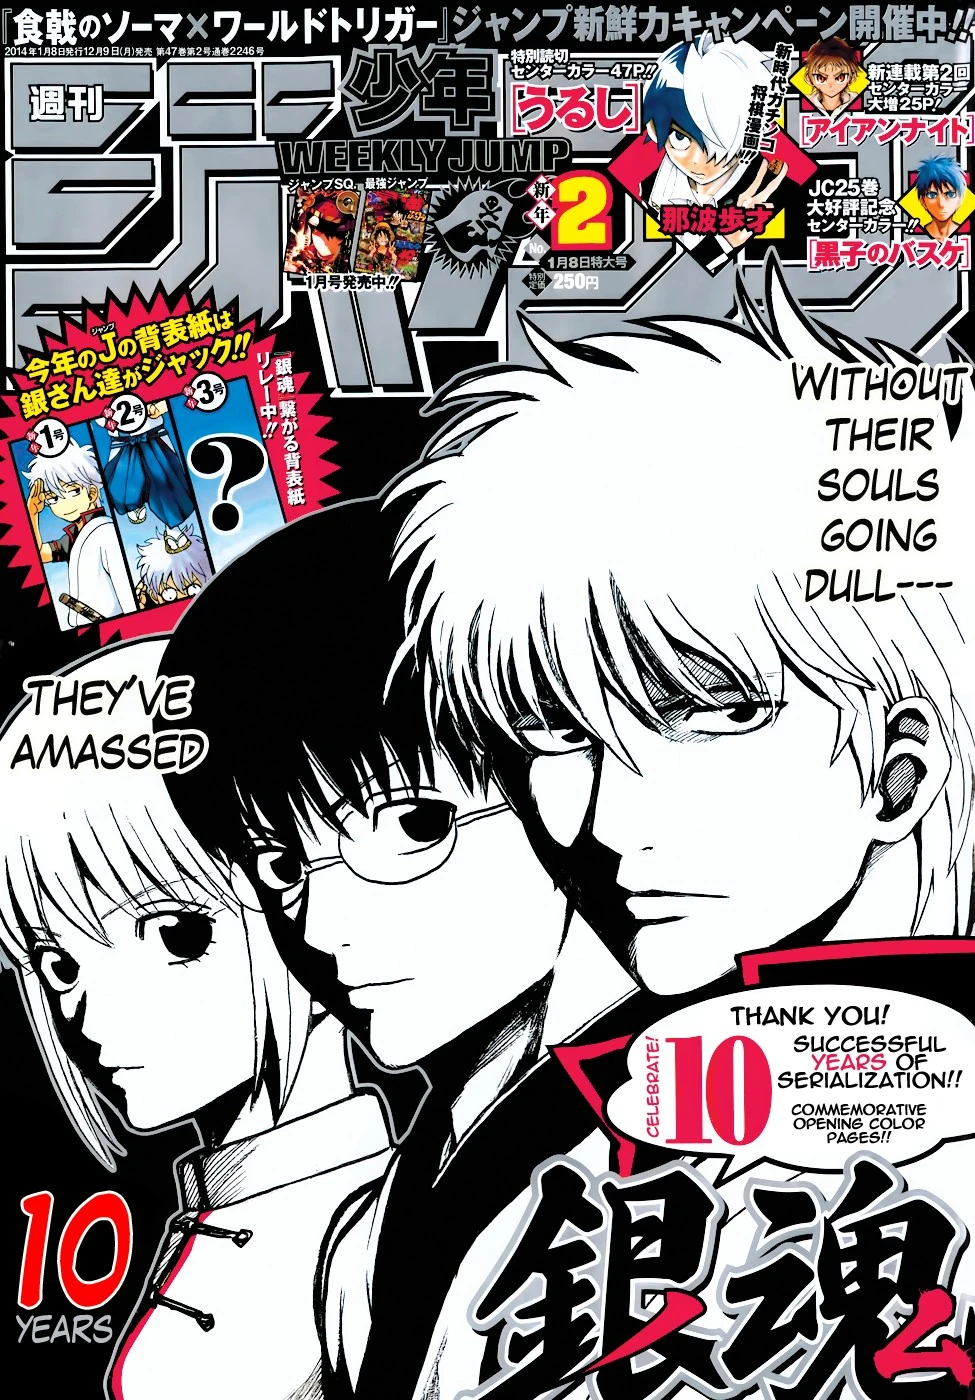 『食戟のソーマ×ワールドトリガー』ジャンプ新鮮力キャンペーン開催中!!
2014年1月8日発行12月9日(月)発売 第47巻第2号通巻2246号
週刊
少年
ジャンプ
WEEKLY JUMP
特別読切
センターカラー47P!!
[うるし]
新時代ガチンコ
将棋漫画!!!
那波歩才
新連載第2回
センターカラー
大増25P!
[アイアンナイト]
JC25巻
大好評記念
センターカラー!!
[黒子のバスケ]
ジャンプSQ. 最強ジャンプ
1月号発売中!!
新年
No.
2
1月8日特大号
特別
定価
250円
今年のJの背表紙は
ジャンプ
銀さん達がジャック!!
『銀魂』繋がる背表紙
リレー中!!
新年1号
新年2号
新年3号
?
WITHOUT
THEIR
SOULS
GOING
DULL---
THEY'VE
AMASSED
THANK YOU!
CELEBRATE!
10
SUCCESSFUL
YEARS OF
SERIALIZATION!!
COMMEMORATIVE
OPENING COLOR
PAGES!!
10
YEARS
銀魂